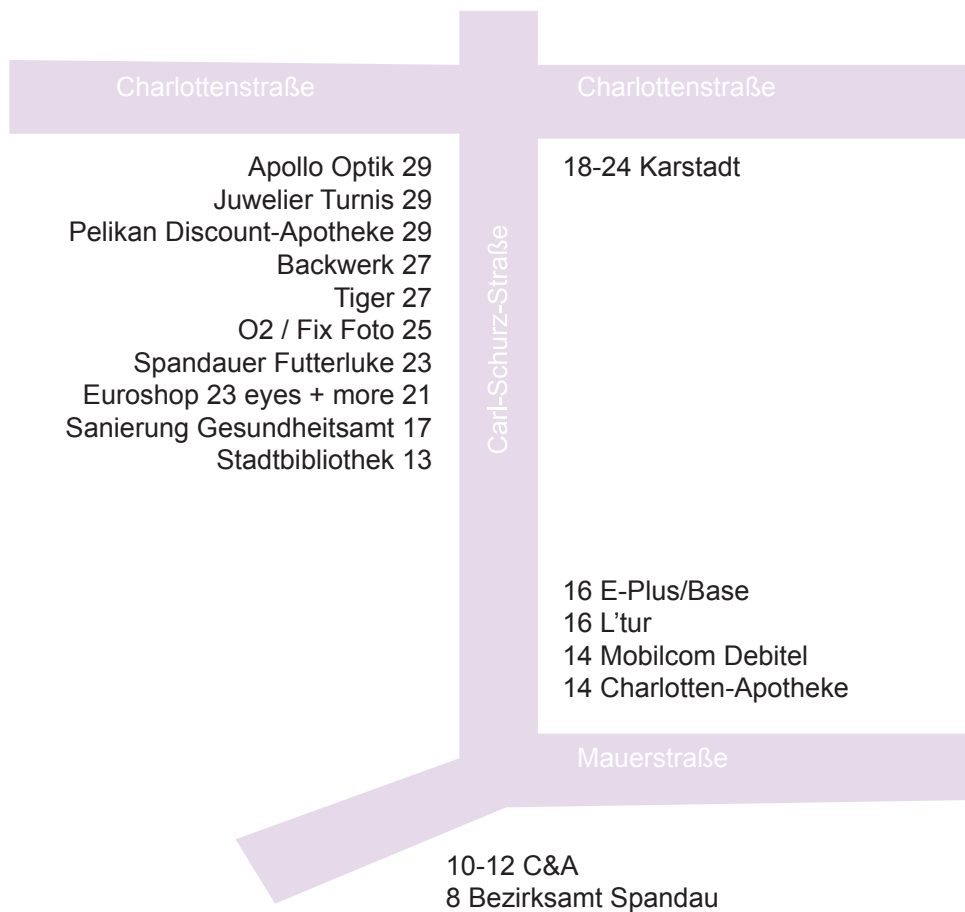 Charlottenstraße
Charlottenstraße
Apollo Optik 29
Juwelier Turnis 29
Pelikan Discount-Apotheke 29
Backwerk 27
Tiger 27
O2 / Fix Foto 25
Spandauer Futterluke 23
Euroshop 23 eyes + more 21
Sanierung Gesundheitsamt 17
Stadtbibliothek 13
Carl-Schurz-Straße
18-24 Karstadt
16 E-Plus/Base
16 L’tur
14 Mobilcom Debitel
14 Charlotten-Apotheke
Mauerstraße
10-12 C&A
8 Bezirksamt Spandau